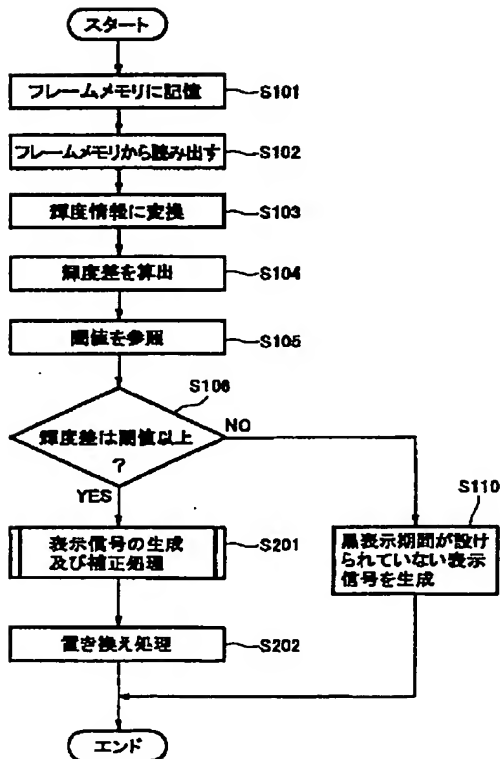 スタート
フレームメモリに記憶
S101
フレームメモリから読み出す
S102
輝度情報に変換
S103
輝度差を算出
S104
閾値を参照
S105
S106
輝度差は閾値以上
?
NO
YES
S110
表示信号の生成
及び補正処理
S201
黒表示期間が設け
られていない表示
信号を生成
置き換え処理
S202
エンド